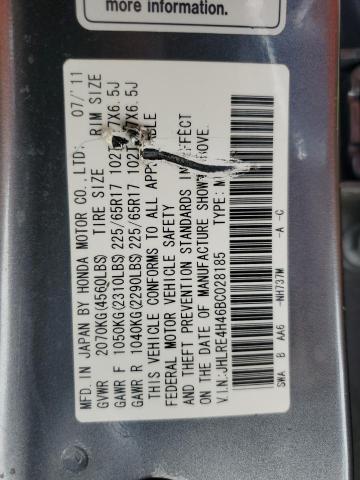 more information.
MFD. IN JAPAN BY HONDA MOTOR CO., LTD: 07/'11
GVWR 2070KG(4560LBS) TIRE SIZE RIM SIZE
GAWR F 1050KG(2310LBS) 225/65R17 102T 17X6.5J
GAWR R 1040KG(2290LBS) 225/65R17 102T 17X6.5J
THIS VEHICLE CONFORMS TO ALL APPLICABLE
FEDERAL MOTOR VEHICLE SAFETY
AND THEFT PREVENTION STANDARDS IN EFFECT
ON THE DATE OF MANUFACTURE SHOWN ABOVE.
V.I.N.:JHLRE4H46BC028185 TYPE:
SWA B AA6 -NH737M -A -C